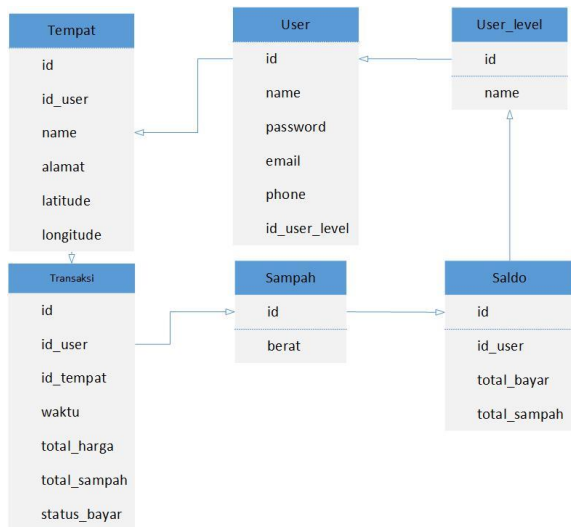 Tempat
id
id_user
name
alamat
latitude
longitude
User
id
name
password
email
phone
id_user_level
User_level
id
name
Transaksi
id
id_user
id_tempat
waktu
total_harga
total_sampah
status_bayar
Sampah
id
berat
Saldo
id
id_user
total_bayar
total_sampah